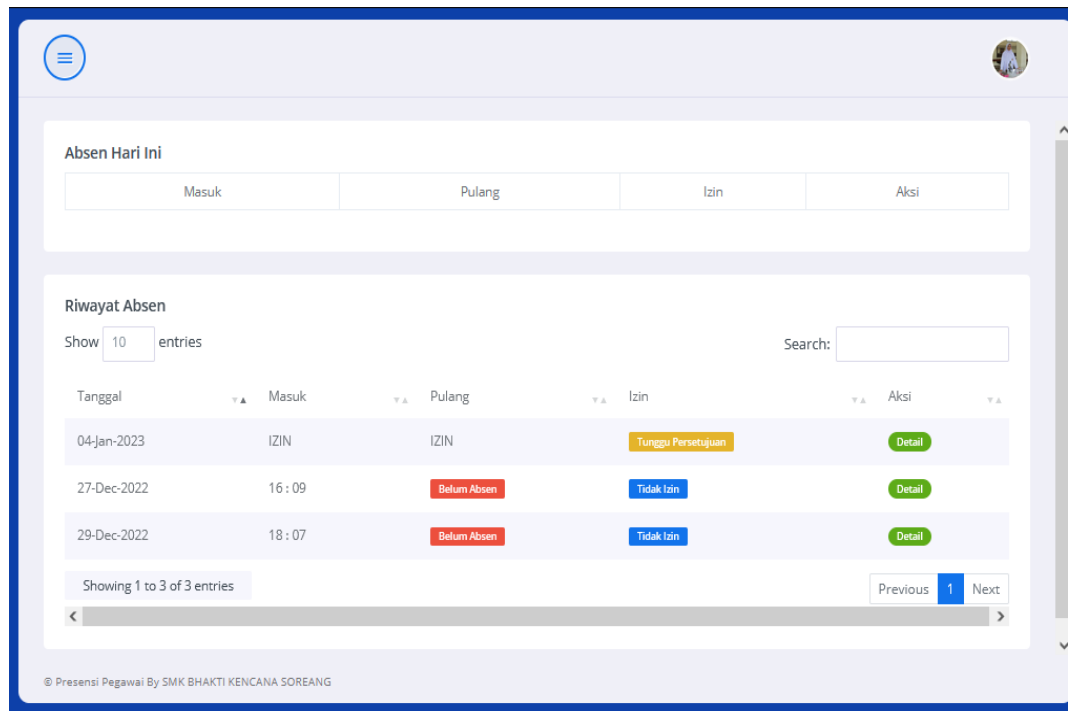 Absen Hari Ini
Masuk Pulang Izin Aksi
Riwayat Absen
Show 10 entries Search:
Tanggal Masuk Pulang Izin Aksi
04-Jan-2023 IZIN IZIN Tunggu Persetujuan Detail
27-Dec-2022 16 : 09 Belum Absen Tidak Izin Detail
29-Dec-2022 18 : 07 Belum Absen Tidak Izin Detail
Showing 1 to 3 of 3 entries Previous 1 Next
© Presensi Pegawai By SMK BHAKTI KENCANA SOREANG